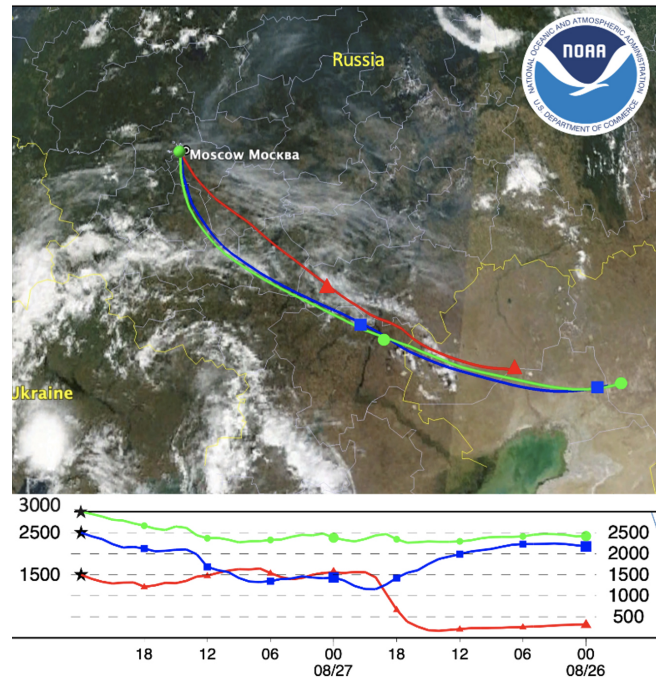 NATIONAL OCEANIC AND ATMOSPHERIC ADMINISTRATION
NOAA
U.S. DEPARTMENT OF COMMERCE
Russia
Moscow Москва
Ukraine
3000
2500 2500
2000
1500 1500
1000
500
18 12 06 00 18 12 06 00
08/27 08/26